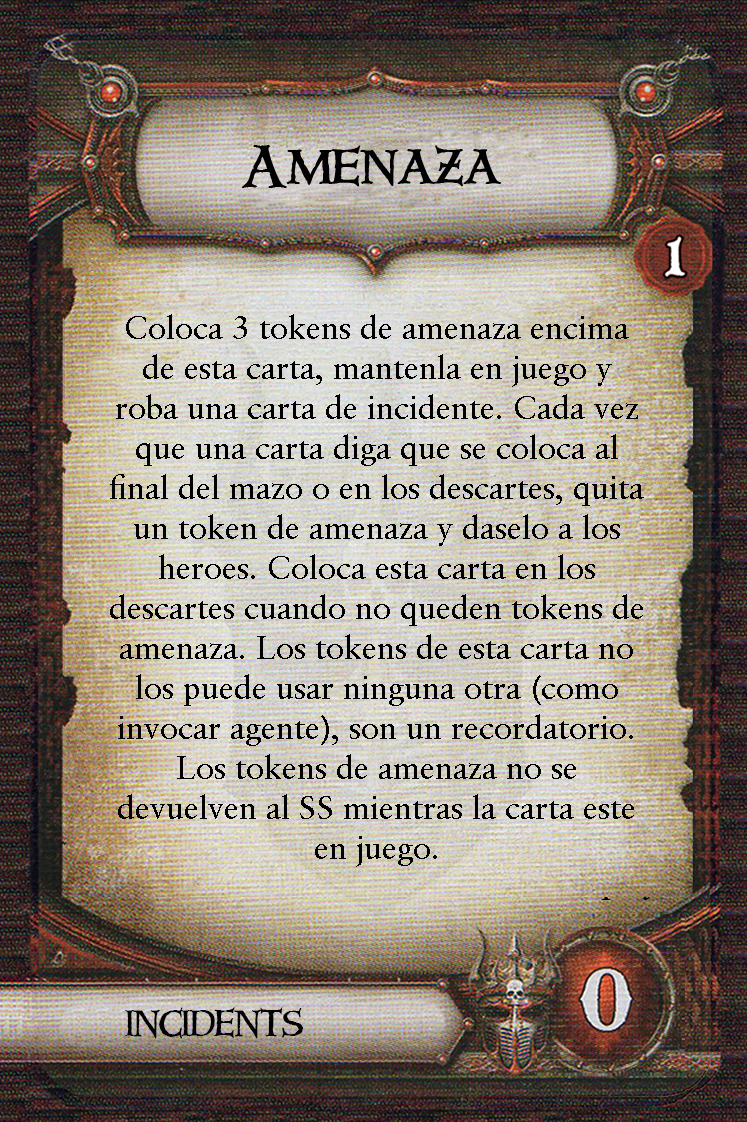 AMENAZA
1
Coloca 3 tokens de amenaza encima
de esta carta, mantenla en juego y
roba una carta de incidente. Cada vez
que una carta diga que se coloca al
final del mazo o en los descartes, quita
un token de amenaza y daselo a los
heroes. Coloca esta carta en los
descartes cuando no queden tokens de
amenaza. Los tokens de esta carta no
los puede usar ninguna otra (como
invocar agente), son un recordatorio.
Los tokens de amenaza no se
devuelven al SS mientras la carta este
en juego.
INCIDENTS
0